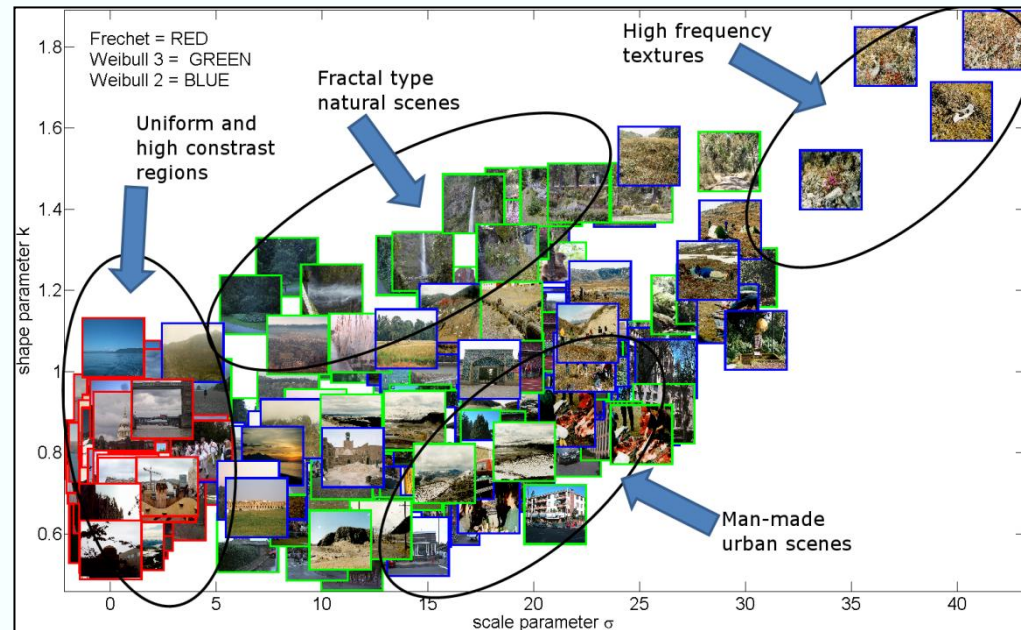 Frechet = RED
Weibull 3 =  GREEN
Weibull 2 = BLUE
Uniform and
high constrast
regions
Fractal type
natural scenes
High frequency
textures
Man-made
urban scenes
shape parameter k
1.8
1.6
1.4
1.2
1
0.8
0.6
0
5
10
15
20
25
30
35
40
scale parameter σ